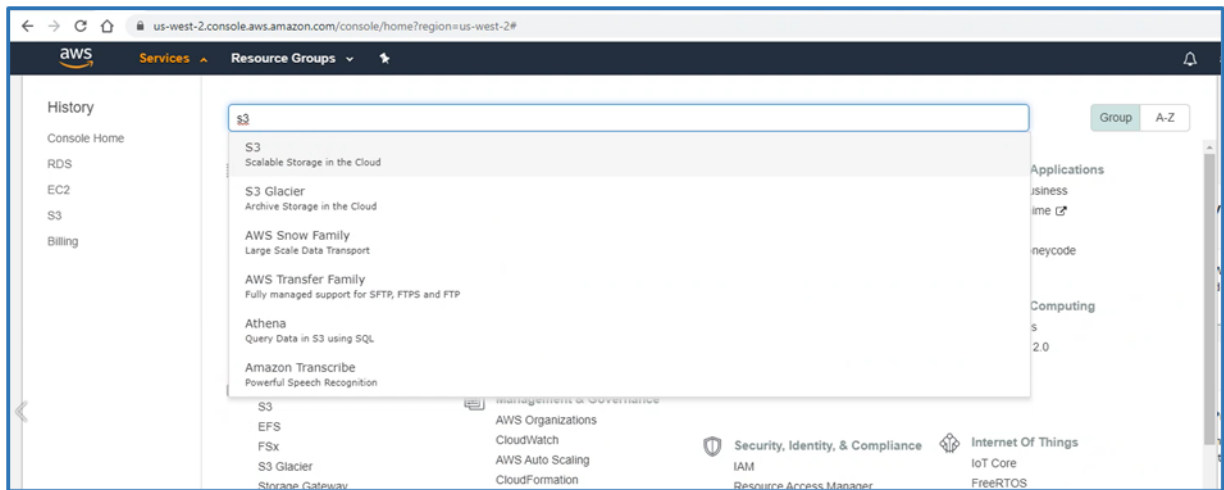 us-west-2.console.aws.amazon.com/console/home?region=us-west-2#
aws
Services
Resource Groups
History
Console Home
RDS
EC2
S3
Billing
s3
Group
A-Z
S3
Scalable Storage in the Cloud
S3 Glacier
Archive Storage in the Cloud
AWS Snow Family
Large Scale Data Transport
AWS Transfer Family
Fully managed support for SFTP, FTPS and FTP
Athena
Query Data in S3 using SQL
Amazon Transcribe
Powerful Speech Recognition
Applications
usiness
ime
neycode
Computing
s
2.0
S3
EFS
FSx
S3 Glacier
Storage Gateway
Management & Governance
AWS Organizations
CloudWatch
AWS Auto Scaling
CloudFormation
Security, Identity, & Compliance
IAM
Resource Access Manager
Internet Of Things
IoT Core
FreeRTOS